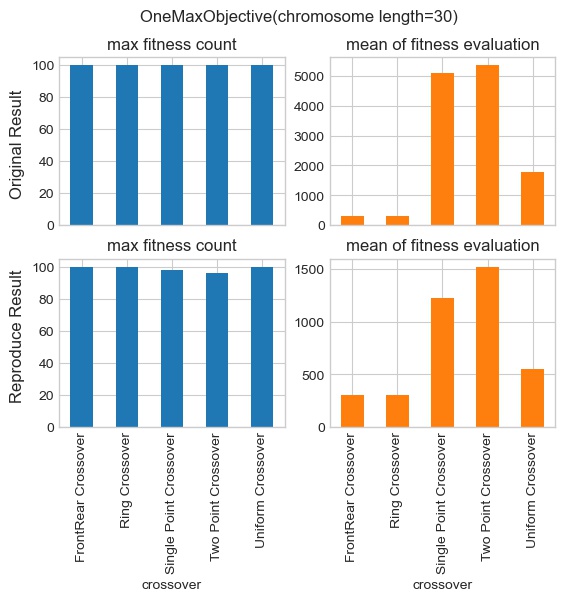 OneMaxObjective(chromosome length=30)
max fitness count
mean of fitness evaluation
Original Result
100
80
60
40
20
0
5000
4000
3000
2000
1000
0
max fitness count
mean of fitness evaluation
Reproduce Result
100
80
60
40
20
0
1500
1000
500
0
FrontRear Crossover
Ring Crossover
Single Point Crossover
Two Point Crossover
Uniform Crossover
FrontRear Crossover
Ring Crossover
Single Point Crossover
Two Point Crossover
Uniform Crossover
crossover
crossover